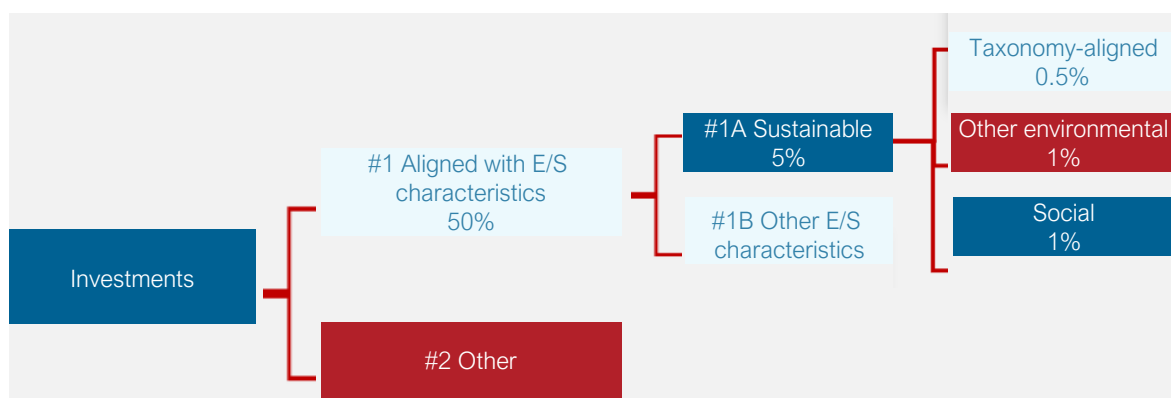 Investments
#1 Aligned with E/S
characteristics
50%
#2 Other
#1A Sustainable
5%
#1B Other E/S
characteristics
Taxonomy-aligned
0.5%
Other environmental
1%
Social
1%